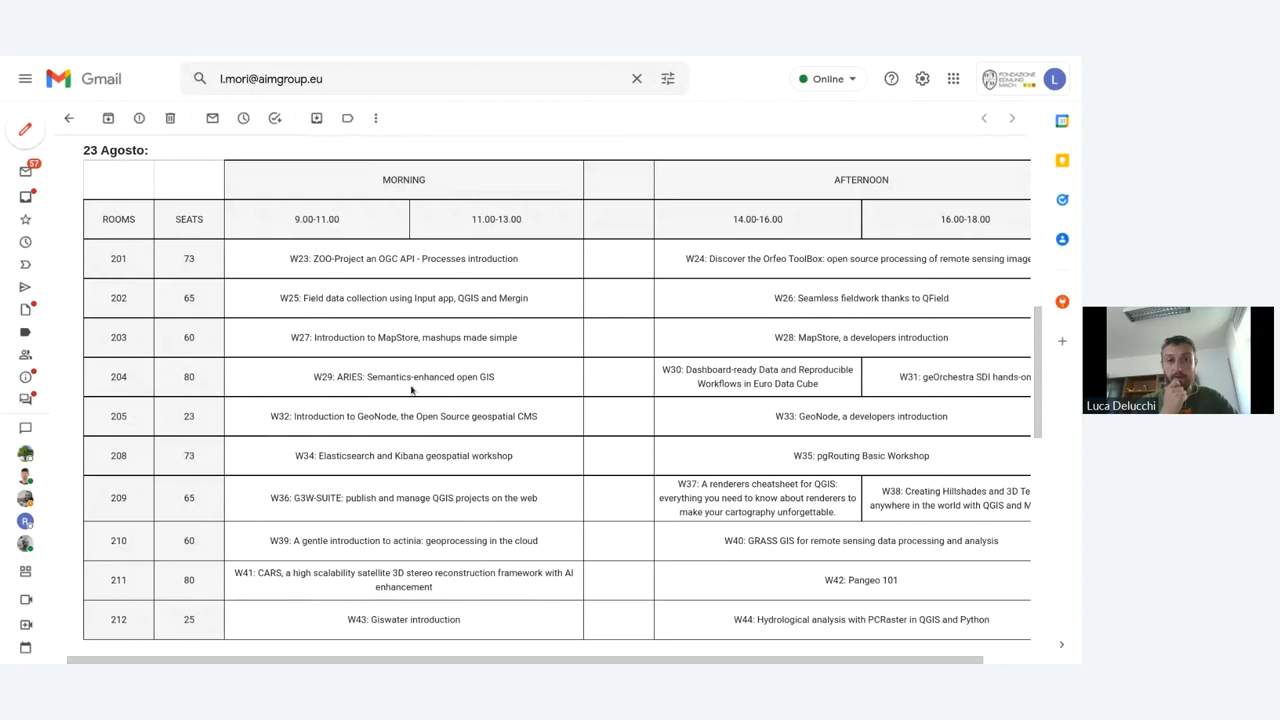 l.mori@aimgroup.eu
Gmail
Online
FONDAZIONE
EDMUND
MACH
L
57
R
23 Agosto:
MORNING
AFTERNOON
ROOMS
SEATS
9.00-11.00
11.00-13.00
14.00-16.00
16.00-18.00
201
73
W23: ZOO-Project an OGC API - Processes introduction
W24: Discover the Orfeo ToolBox: open source processing of remote sensing image
202
65
W25: Field data collection using Input app, QGIS and Mergin
W26: Seamless fieldwork thanks to QField
203
60
W27: Introduction to MapStore, mashups made simple
W28: MapStore, a developers introduction
204
80
W29: ARIES: Semantics-enhanced open GIS
W30: Dashboard-ready Data and Reproducible
Workflows in Euro Data Cube
W31: geOrchestra SDI hands-on
205
23
W32: Introduction to GeoNode, the Open Source geospatial CMS
W33: GeoNode, a developers introduction
208
73
W34: Elasticsearch and Kibana geospatial workshop
W35: pgRouting Basic Workshop
209
65
W36: G3W-SUITE: publish and manage QGIS projects on the web
W37: A renderers cheatsheet for QGIS:
everything you need to know about renderers to
make your cartography unforgettable.
W38: Creating Hillshades and 3D Te
anywhere in the world with QGIS and M
210
60
W39: A gentle introduction to actinia: geoprocessing in the cloud
W40: GRASS GIS for remote sensing data processing and analysis
211
80
W41: CARS, a high scalability satellite 3D stereo reconstruction framework with AI
enhancement
W42: Pangeo 101
212
25
W43: Giswater introduction
W44: Hydrological analysis with PCRaster in QGIS and Python
Luca Delucchi